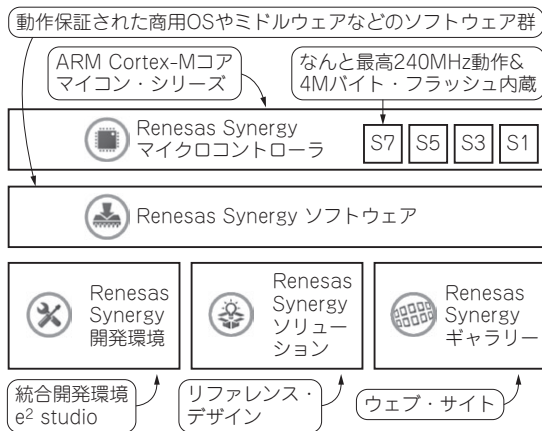 動作保証された商用OSやミドルウェアなどのソフトウェア群
ARM Cortex-Mコア
マイコン・シリーズ
なんと最高240MHz動作&
4Mバイト・フラッシュ内蔵
Renesas Synergy
マイクロコントローラ
S7 S5 S3 S1
Renesas Synergy ソフトウェア
Renesas
Synergy
開発環境
Renesas
Synergy
ソリュー
ション
Renesas
Synergy
ギャラリー
統合開発環境
e² studio
リファレンス・
デザイン
ウェブ・サイト